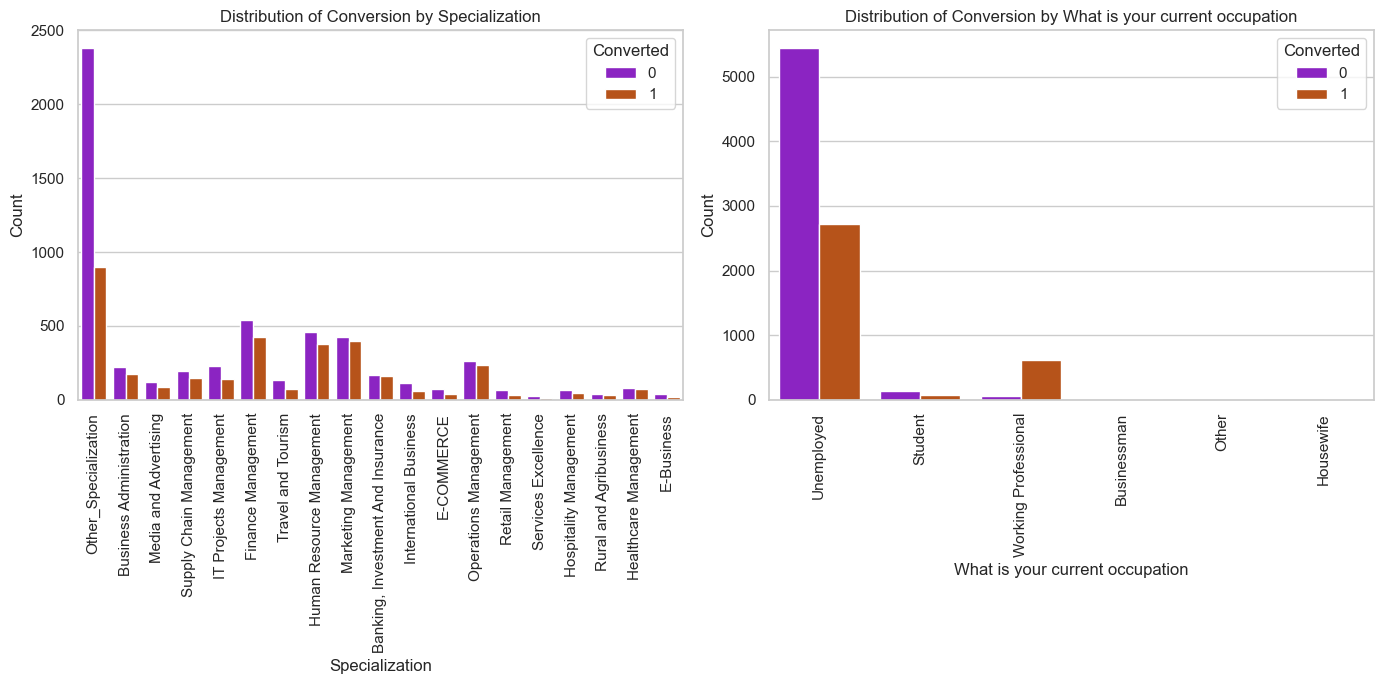 Distribution of Conversion by Specialization
Count
2500
2000
1500
1000
500
0
Converted
0
1
Other_Specialization
Business Administration
Media and Advertising
Supply Chain Management
IT Projects Management
Finance Management
Travel and Tourism
Human Resource Management
Marketing Management
Banking, Investment And Insurance
International Business
E-COMMERCE
Operations Management
Retail Management
Services Excellence
Hospitality Management
Rural and Agribusiness
Healthcare Management
E-Business
Specialization
Distribution of Conversion by What is your current occupation
Count
5000
4000
3000
2000
1000
0
Converted
0
1
Unemployed
Student
Working Professional
Businessman
Other
Housewife
What is your current occupation